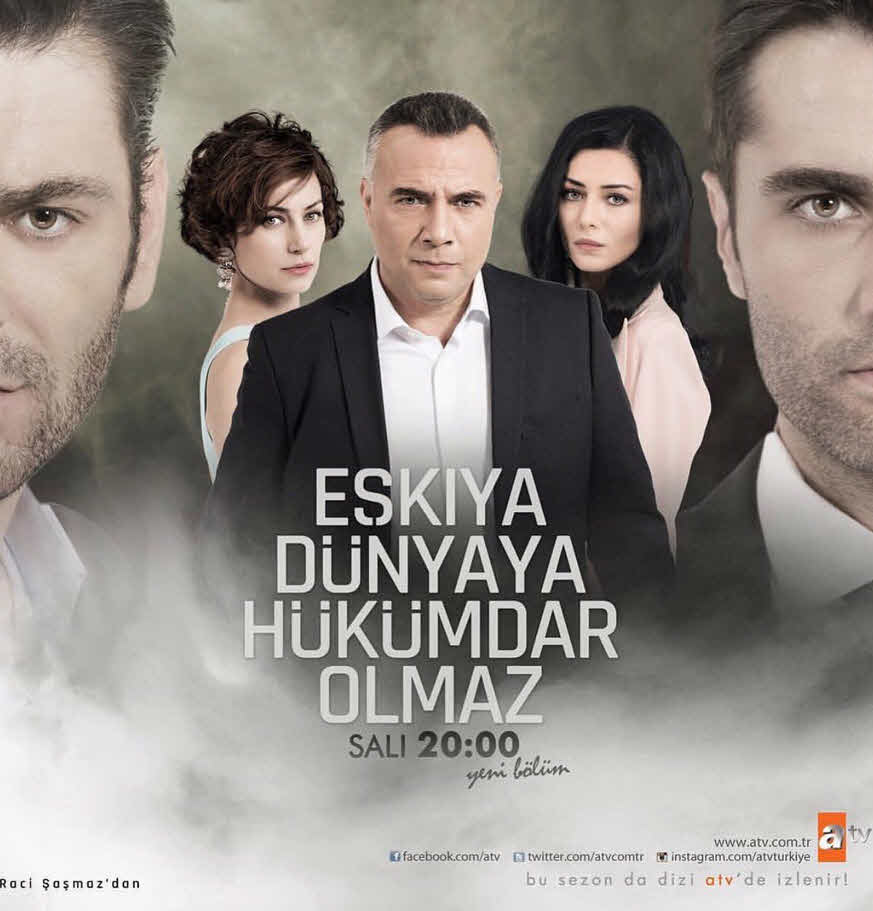 EŞKIYA
DÜNYAYA
HÜKÜMDAR
OLMAZ
SALI 20:00
yeni bölüm
www.atv.com.tr
atv
facebook.com/atv twitter.com/atvcomtr instagram.com/atvturkiye
Raci Şaşmaz'dan
bu sezon da dizi atv'de izlenir!